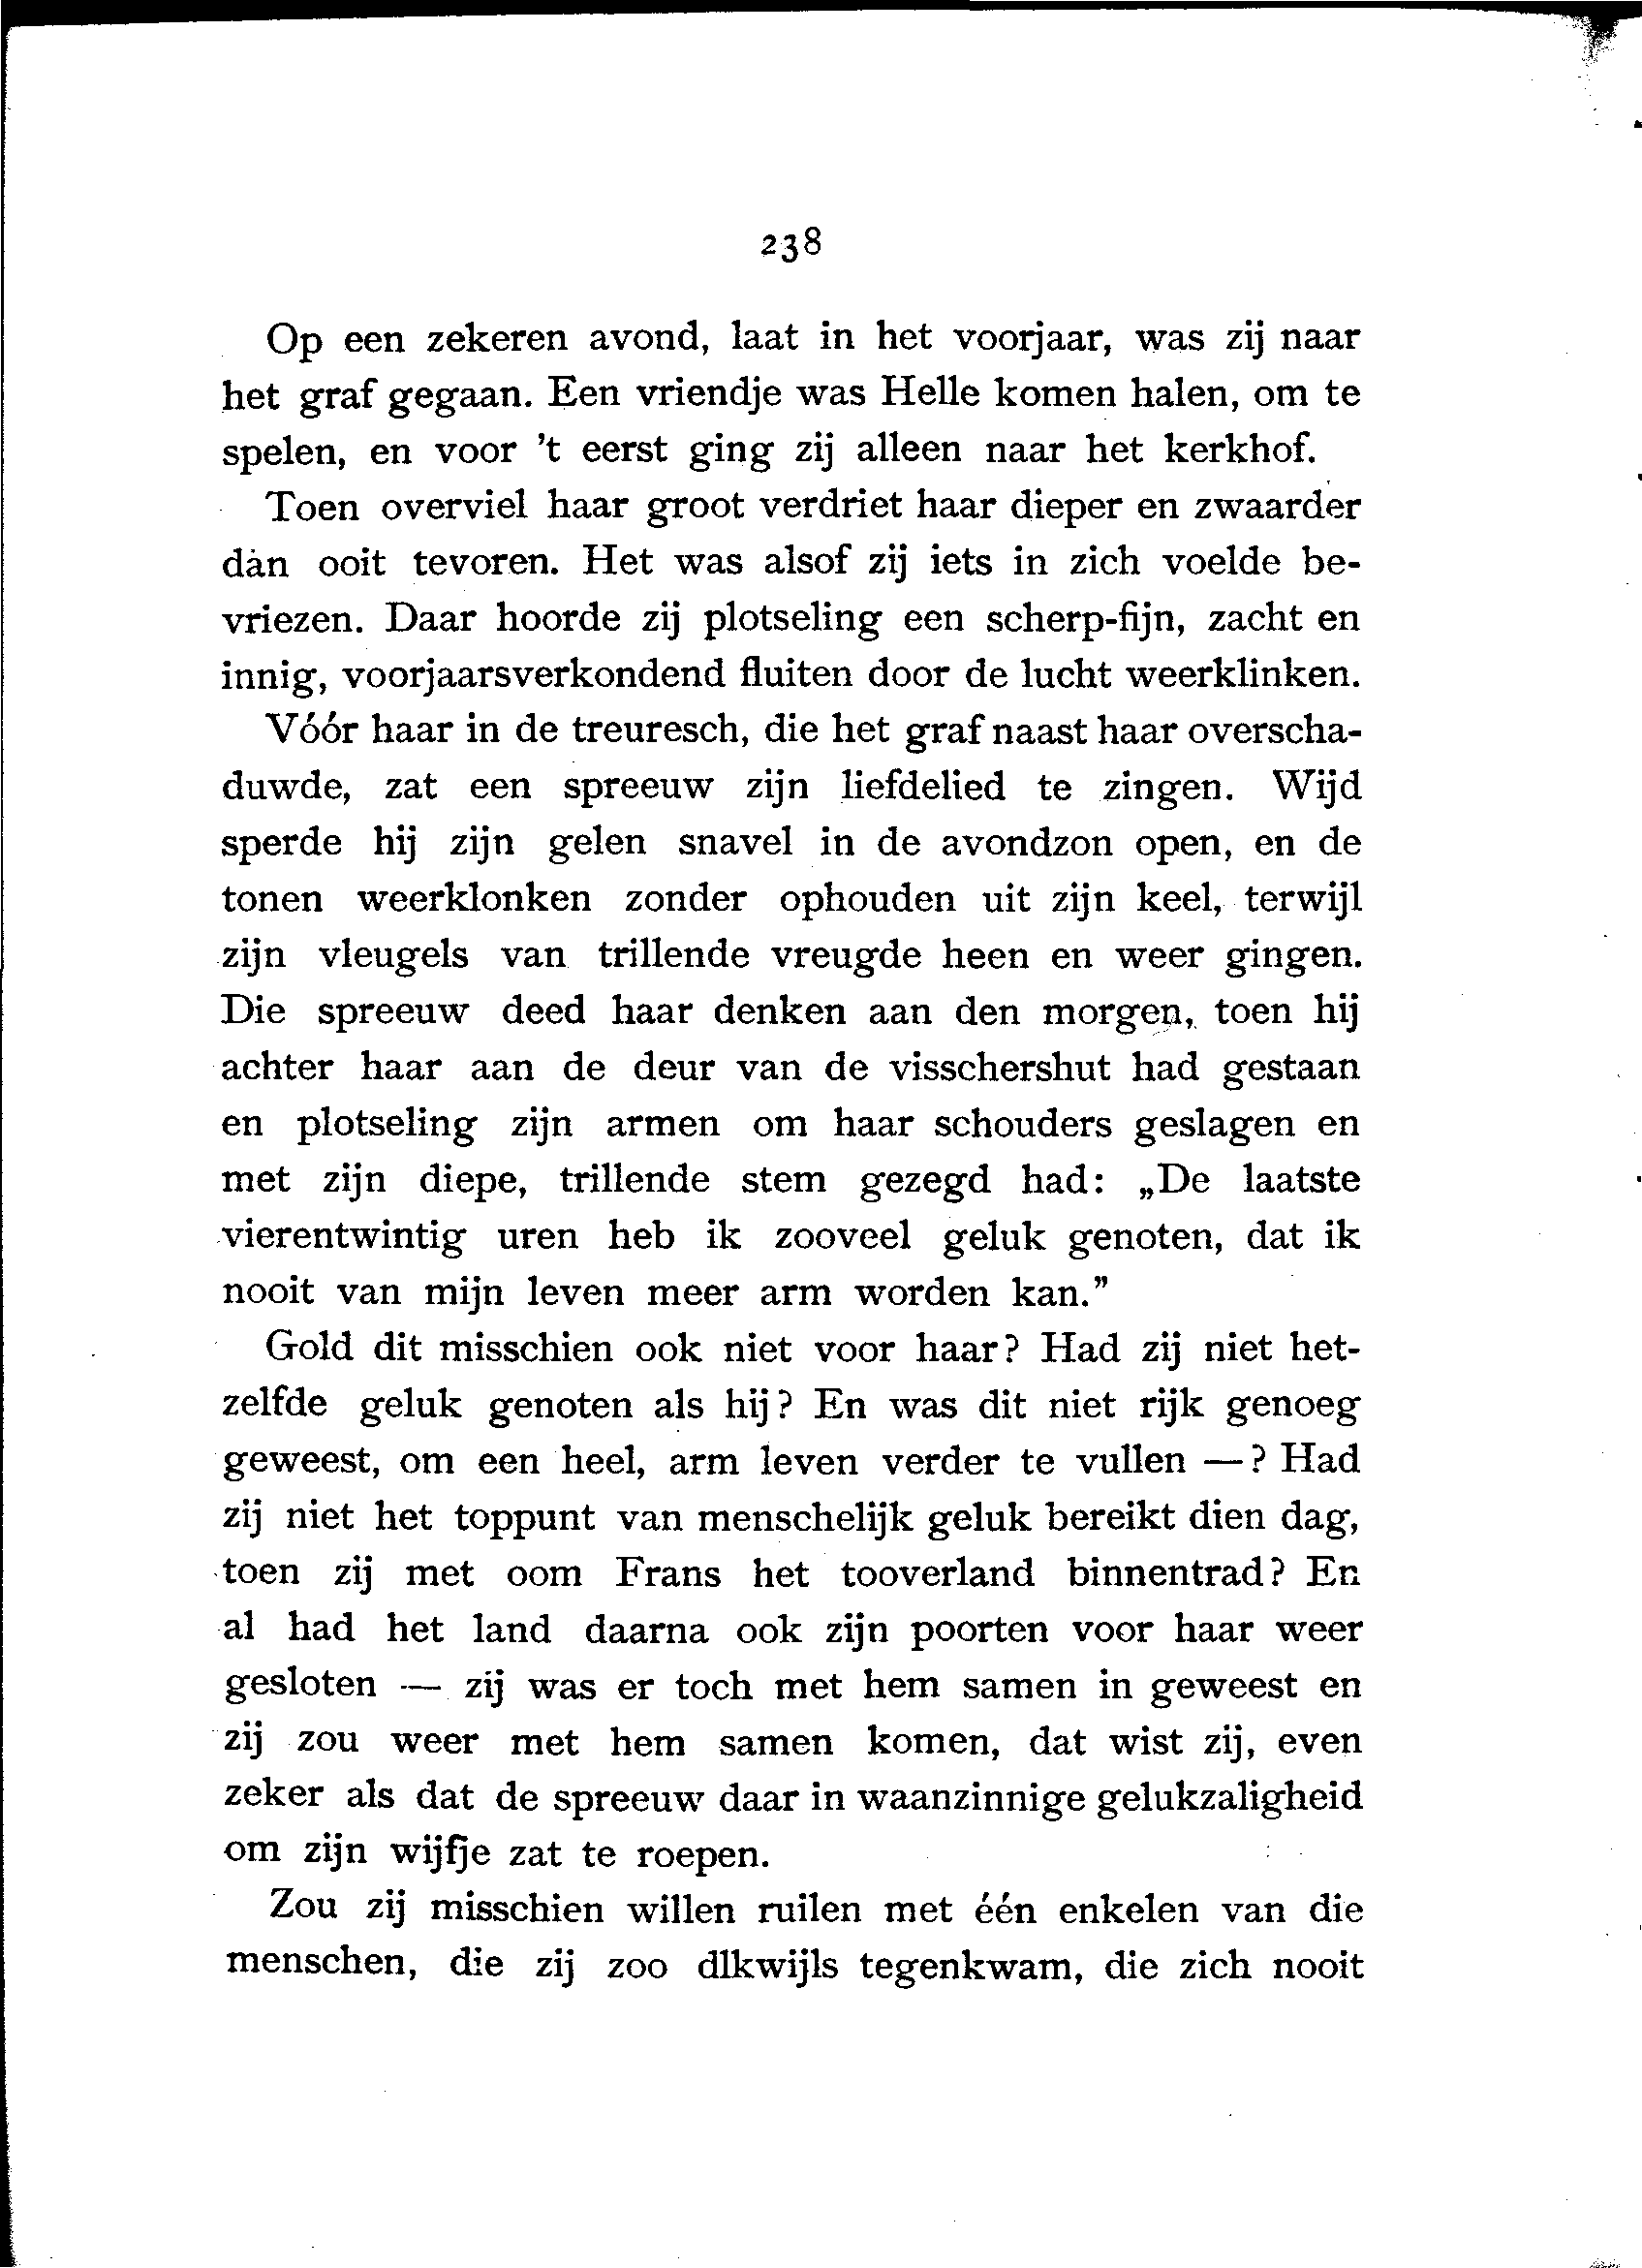 238
Op een zekeren avond, laat in het voorjaar, was zij naar
het graf gegaan. Een vriendje was Helle komen halen, om te
spelen, en voor 't eerst ging zij alleen naar het kerkhof.
Toen overviel haar groot verdriet haar dieper en zwaarder
dan ooit tevoren. Het was alsof zij iets in zich voelde be-
vriezen. Daar hoorde zij plotseling een scherp-fijn, zacht en
innig, voorjaarsverkondend fluiten door de lucht weerklinken.
Vóór haar in de treuresch, die het graf naast haar overscha-
duwde, zat een spreeuw zijn liefdelied te zingen. Wijd
sperde hij zijn gelen snavel in de avondzon open, en de
tonen weerklonken zonder ophouden uit zijn keel, terwijl
zijn vleugels van trillende vreugde heen en weer gingen.
Die spreeuw deed haar denken aan den morgen, toen hij
achter haar aan de deur van de visschershut had gestaan
en plotseling zijn armen om haar schouders geslagen en
met zijn diepe, trillende stem gezegd had: „De laatste
vierentwintig uren heb ik zooveel geluk genoten, dat ik
nooit van mijn leven meer arm worden kan.”
Gold dit misschien ook niet voor haar? Had zij niet het-
zelfde geluk genoten als hij? En was dit niet rijk genoeg
geweest, om een heel, arm leven verder te vullen —? Had
zij niet het toppunt van menschelijk geluk bereikt dien dag,
toen zij met oom Frans het tooverland binnentrad? En
al had het land daarna ook zijn poorten voor haar weer
gesloten — zij was er toch met hem samen in geweest en
zij zou weer met hem samen komen, dat wist zij, even
zeker als dat de spreeuw daar in waanzinnige gelukzaligheid
om zijn wijfje zat te roepen.
Zou zij misschien willen ruilen met één enkelen van die
menschen, die zij zoo dlkwijls tegenkwam, die zich nooit